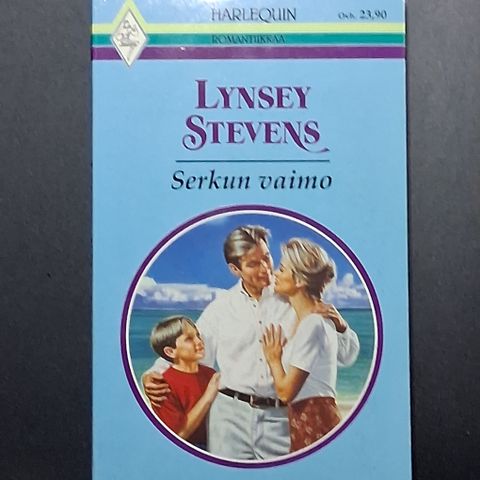 HARLEQUIN Ovh. 23,90
ROMANTIIKKAA
LYNSEY
STEVENS
Serkun vaimo